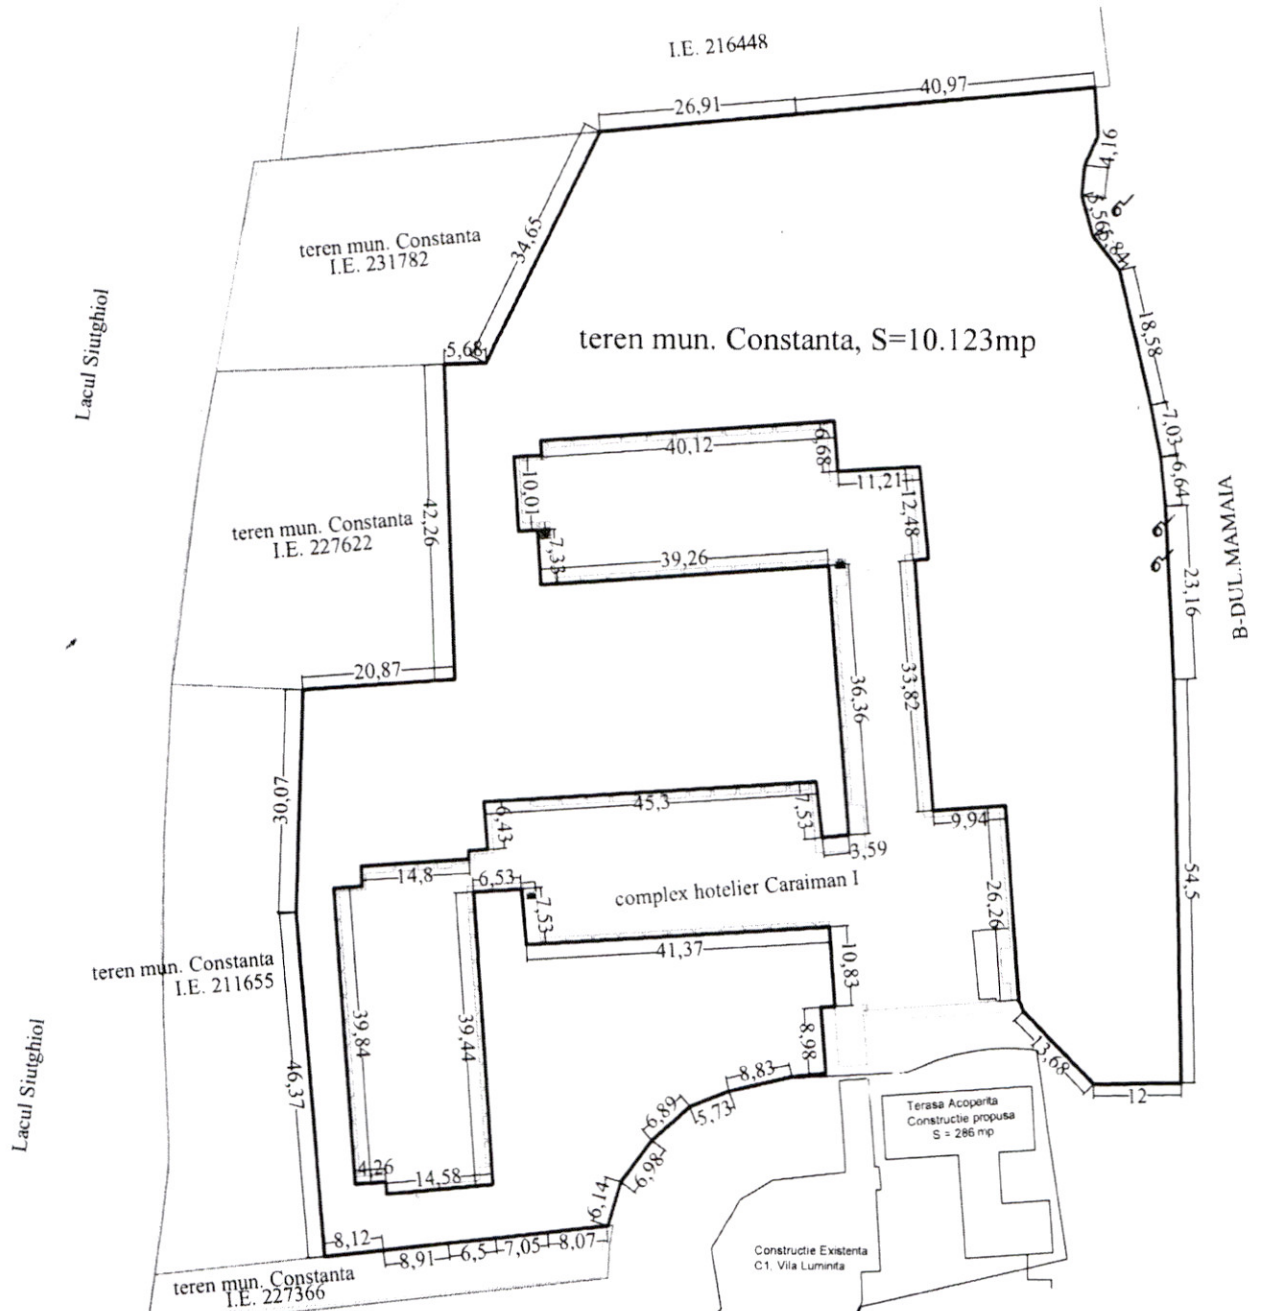 I.E. 216448
26,91
40,97
4,16
34,65
teren mun. Constanta
I.E. 231782
5,56
5,84
Lacul Siutghiol
5,68
teren mun. Constanta, S=10.123mp
18,58
7,03
6,64
40,12
6,68
11,21
12,48
10,01
7,33
39,26
42,26
teren mun. Constanta
I.E. 227622
B-DUL.MAMAIA
23,16
20,87
36,36
33,82
30,07
45,3
6,43
7,53
9,94
3,59
14,8
6,53
7,53
complex hotelier Caraiman I
26,26
54,5
41,37
10,83
teren mun. Constanta
I.E. 211655
39,84
39,44
8,98
13,68
Lacul Siutghiol
46,37
8,83
12
6,89
5,73
Terasa Acoperita
Constructie propusa
S = 286 mp
6,98
4,26
14,58
6,14
8,12
8,91
6,5
7,05
8,07
Constructie Existenta
C1, Vila Luminita
teren mun. Constanta
I.E. 227366